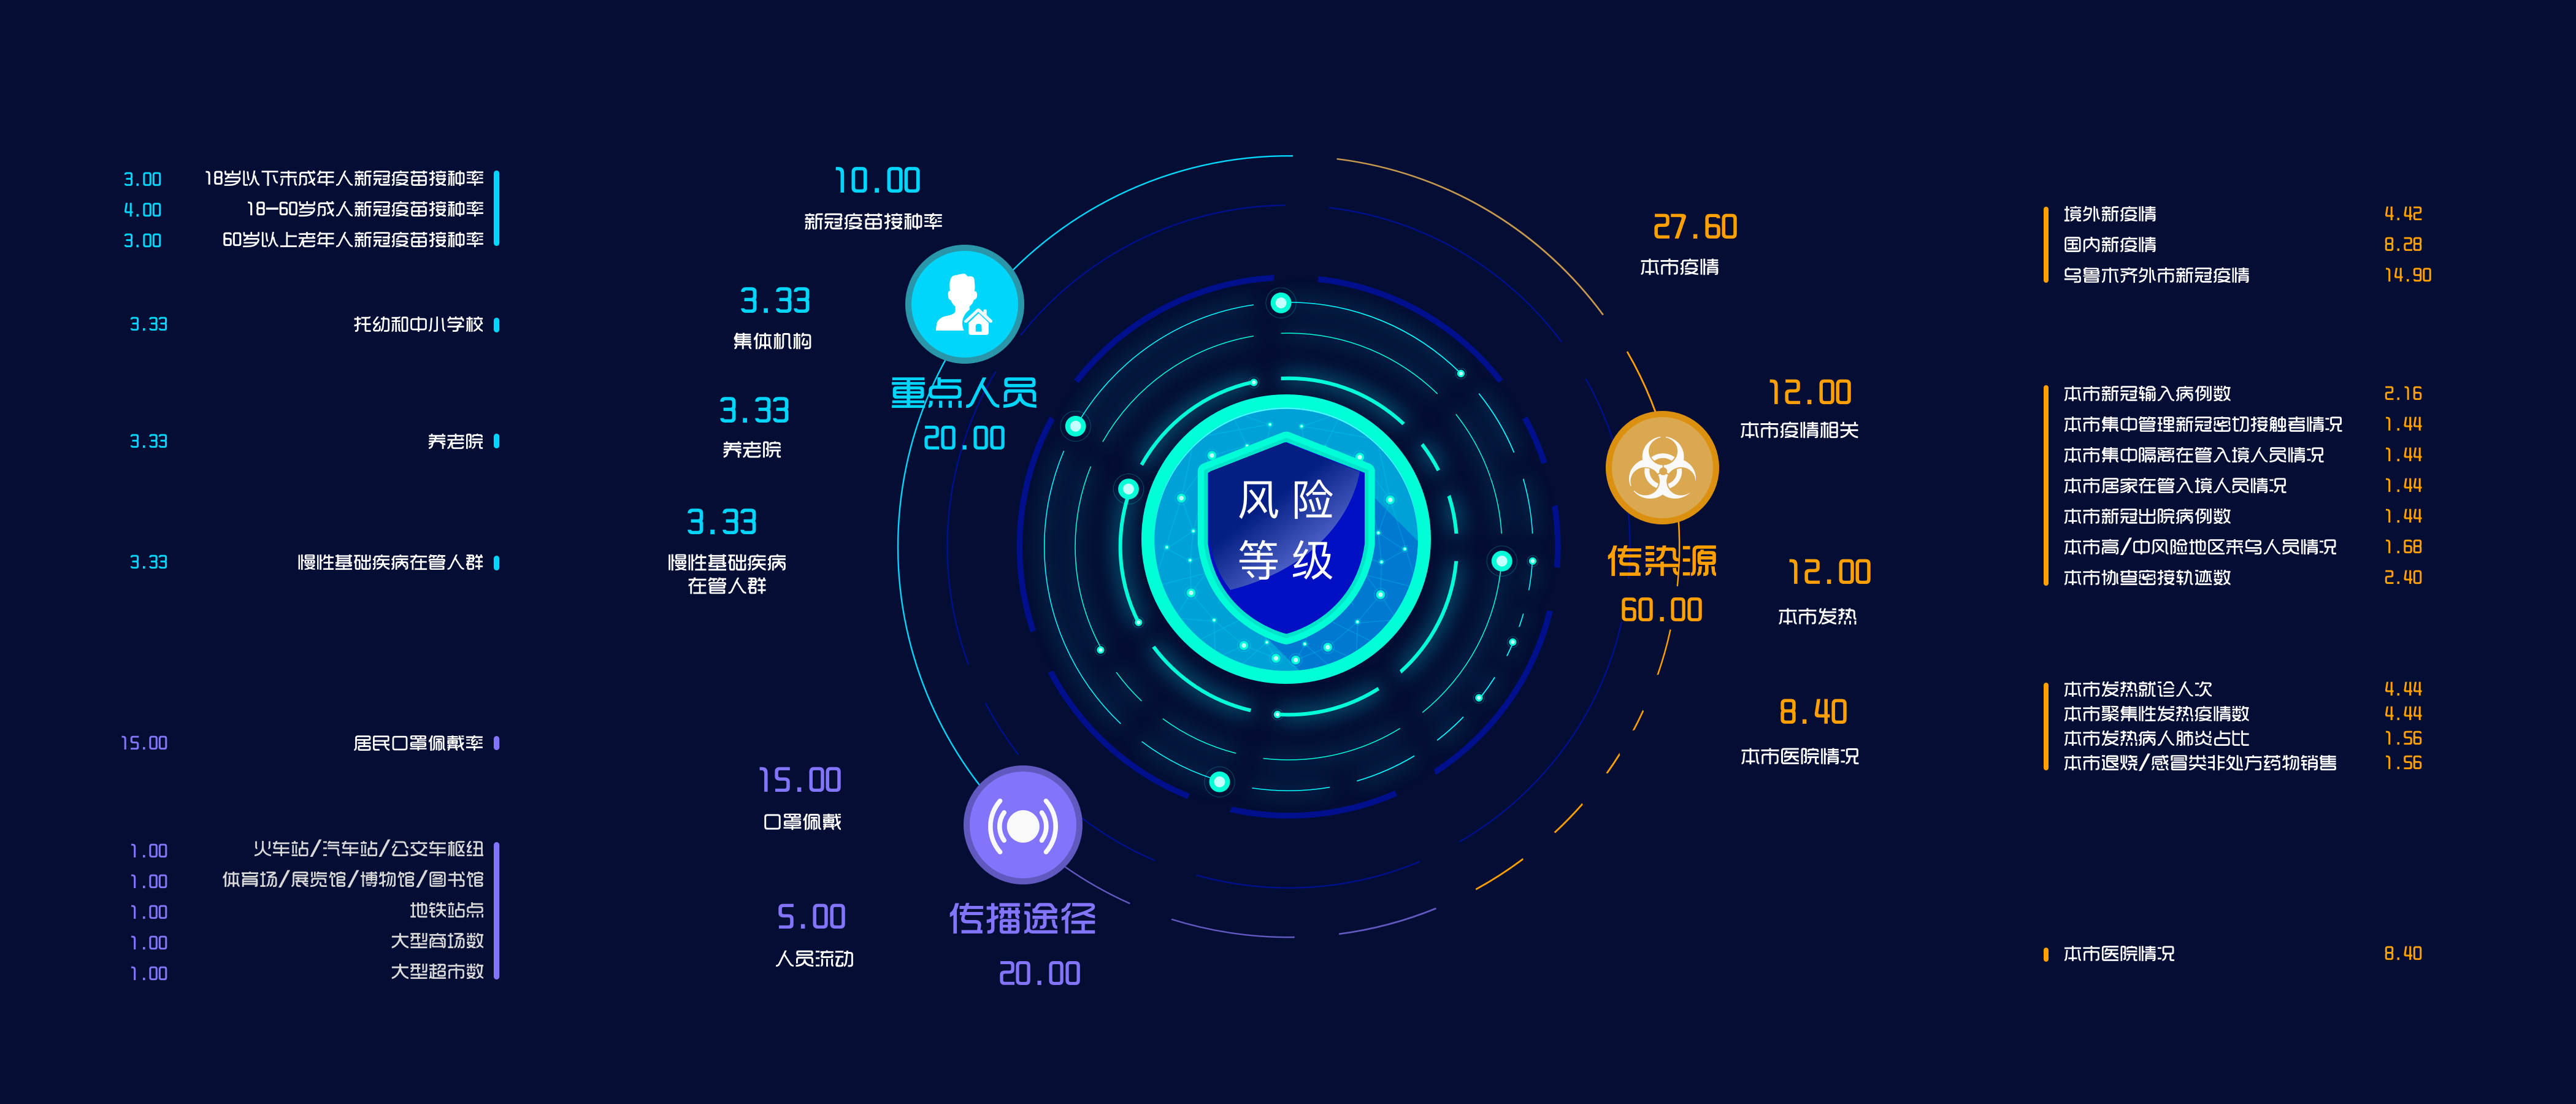 3.00 18岁以下未成年人新冠疫苗接种率
4.00 18-60岁成人新冠疫苗接种率
3.00 60岁以上老年人新冠疫苗接种率
3.33 托幼和中小学校
3.33 养老院
3.33 慢性基础疾病在管人群
15.00 居民口罩佩戴率
1.00 火车站/汽车站/公交车枢纽
1.00 体育场/展览馆/博物馆/图书馆
1.00 地铁站点
1.00 大型商场数
1.00 大型超市数
10.00
新冠疫苗接种率
3.33
集体机构
3.33
养老院
3.33
慢性基础疾病
在管人群
重点人员
20.00
15.00
口罩佩戴
5.00
人员流动
传播途径
20.00
风险
等级
传染源
60.00
27.60
本市疫情
12.00
本市疫情相关
12.00
本市发热
8.40
本市医院情况
境外新疫情 4.42
国内新疫情 8.28
乌鲁木齐外市新冠疫情 14.90
本市新冠输入病例数 2.16
本市集中管理新冠密切接触者情况 1.44
本市集中隔离在管入境人员情况 1.44
本市居家在管入境人员情况 1.44
本市新冠出院病例数 1.44
本市高/中风险地区来乌人员情况 1.68
本市协查密接轨迹数 2.40
本市发热就诊人次 4.44
本市聚集性发热疫情数 4.44
本市发热病人肺炎占比 1.56
本市退烧/感冒类非处方药物销售 1.56
本市医院情况 8.40